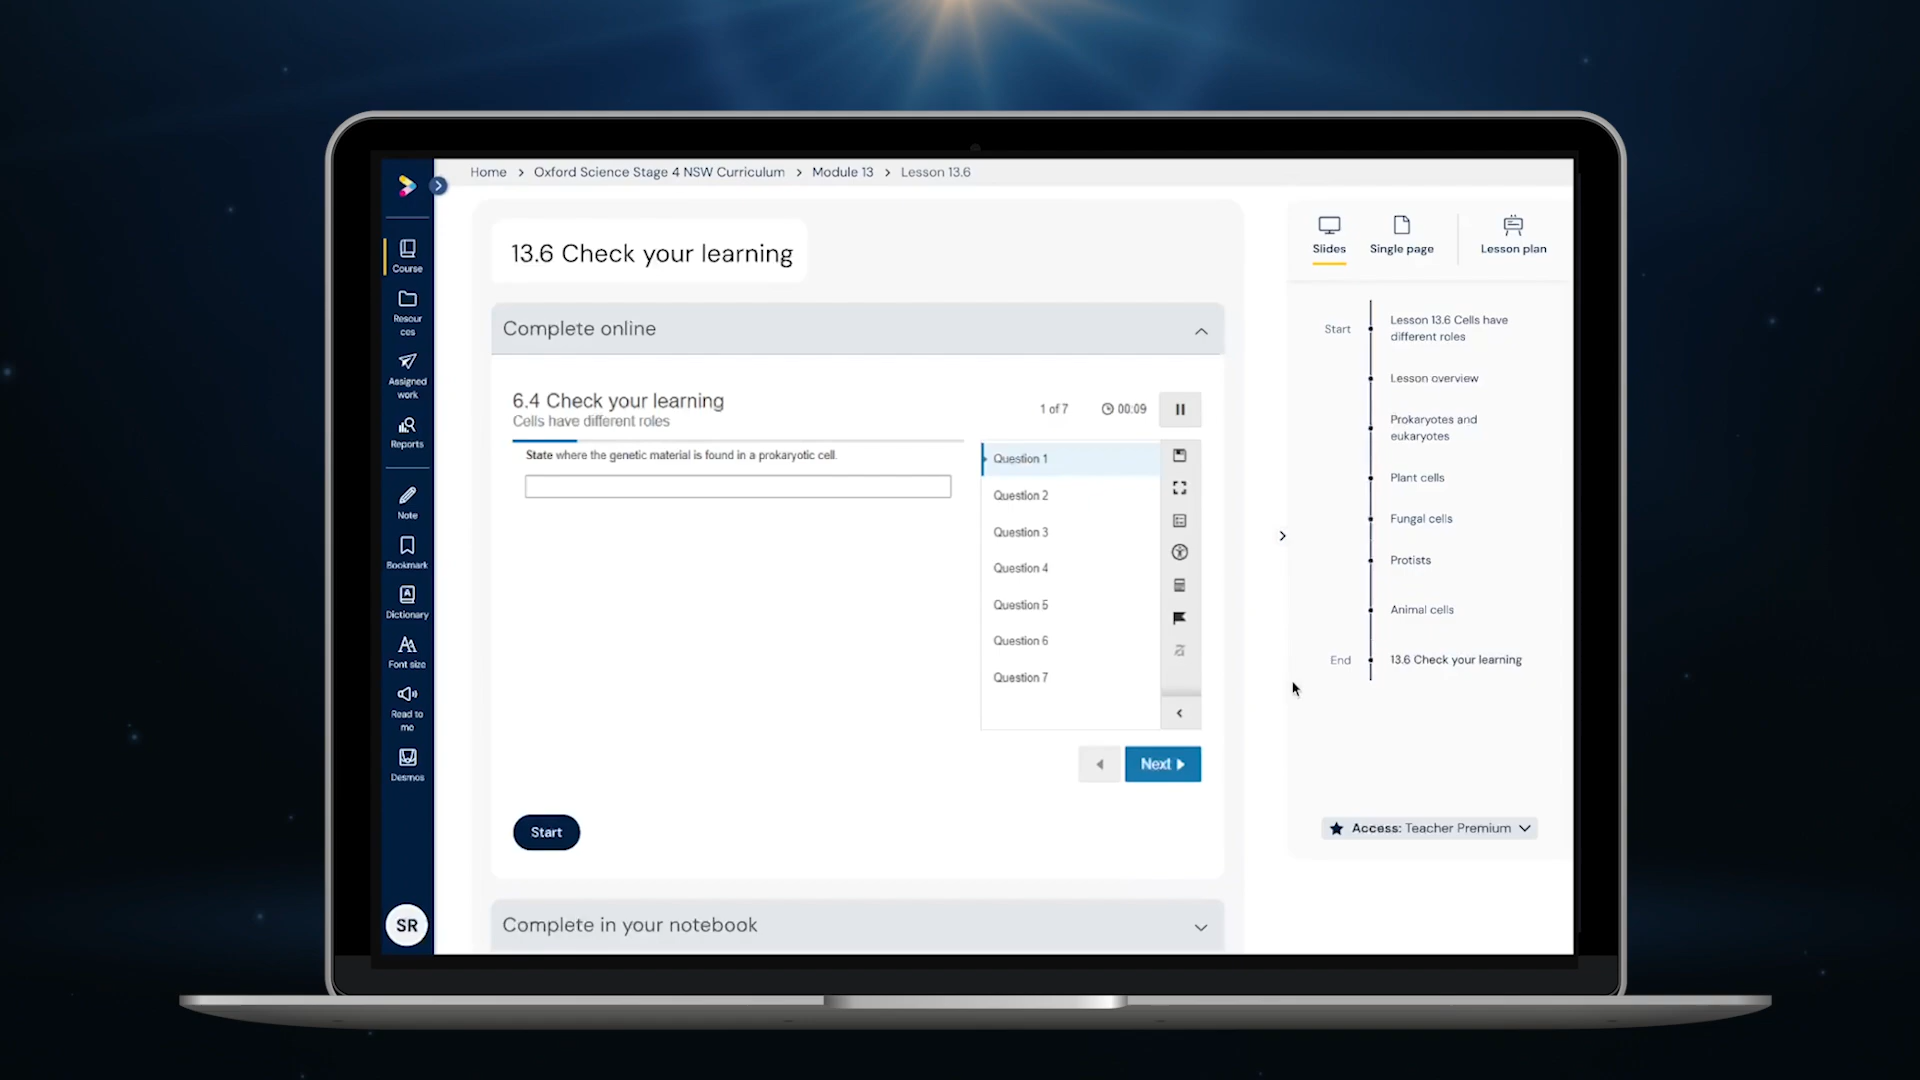 Home > Oxford Science Stage 4 NSW Curriculum > Module 13 > Lesson 13.6
Course
Resour
ces
Assigned
work
Reports
Note
Bookmark
Dictionary
Font size
Read to
me
Desmos
SR
13.6 Check your learning
Complete online
6.4 Check your learning
Cells have different roles
1 of 7
00:09
State where the genetic material is found in a prokaryotic cell.
Question 1
Question 2
Question 3
Question 4
Question 5
Question 6
Question 7
Next
Start
Complete in your notebook
Slides
Single page
Lesson plan
Start
Lesson 13.6 Cells have
different roles
Lesson overview
Prokaryotes and
eukaryotes
Plant cells
Fungal cells
Protists
Animal cells
End
13.6 Check your learning
Access: Teacher Premium